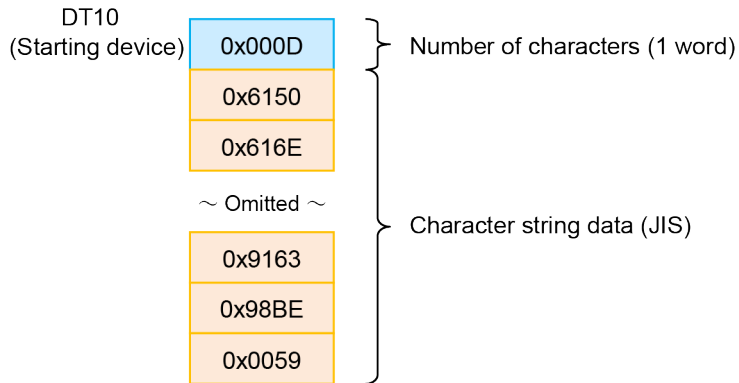 DT10
(Starting device)
0x000D
Number of characters (1 word)
0x6150
0x616E
～ Omitted ～
Character string data (JIS)
0x9163
0x98BE
0x0059